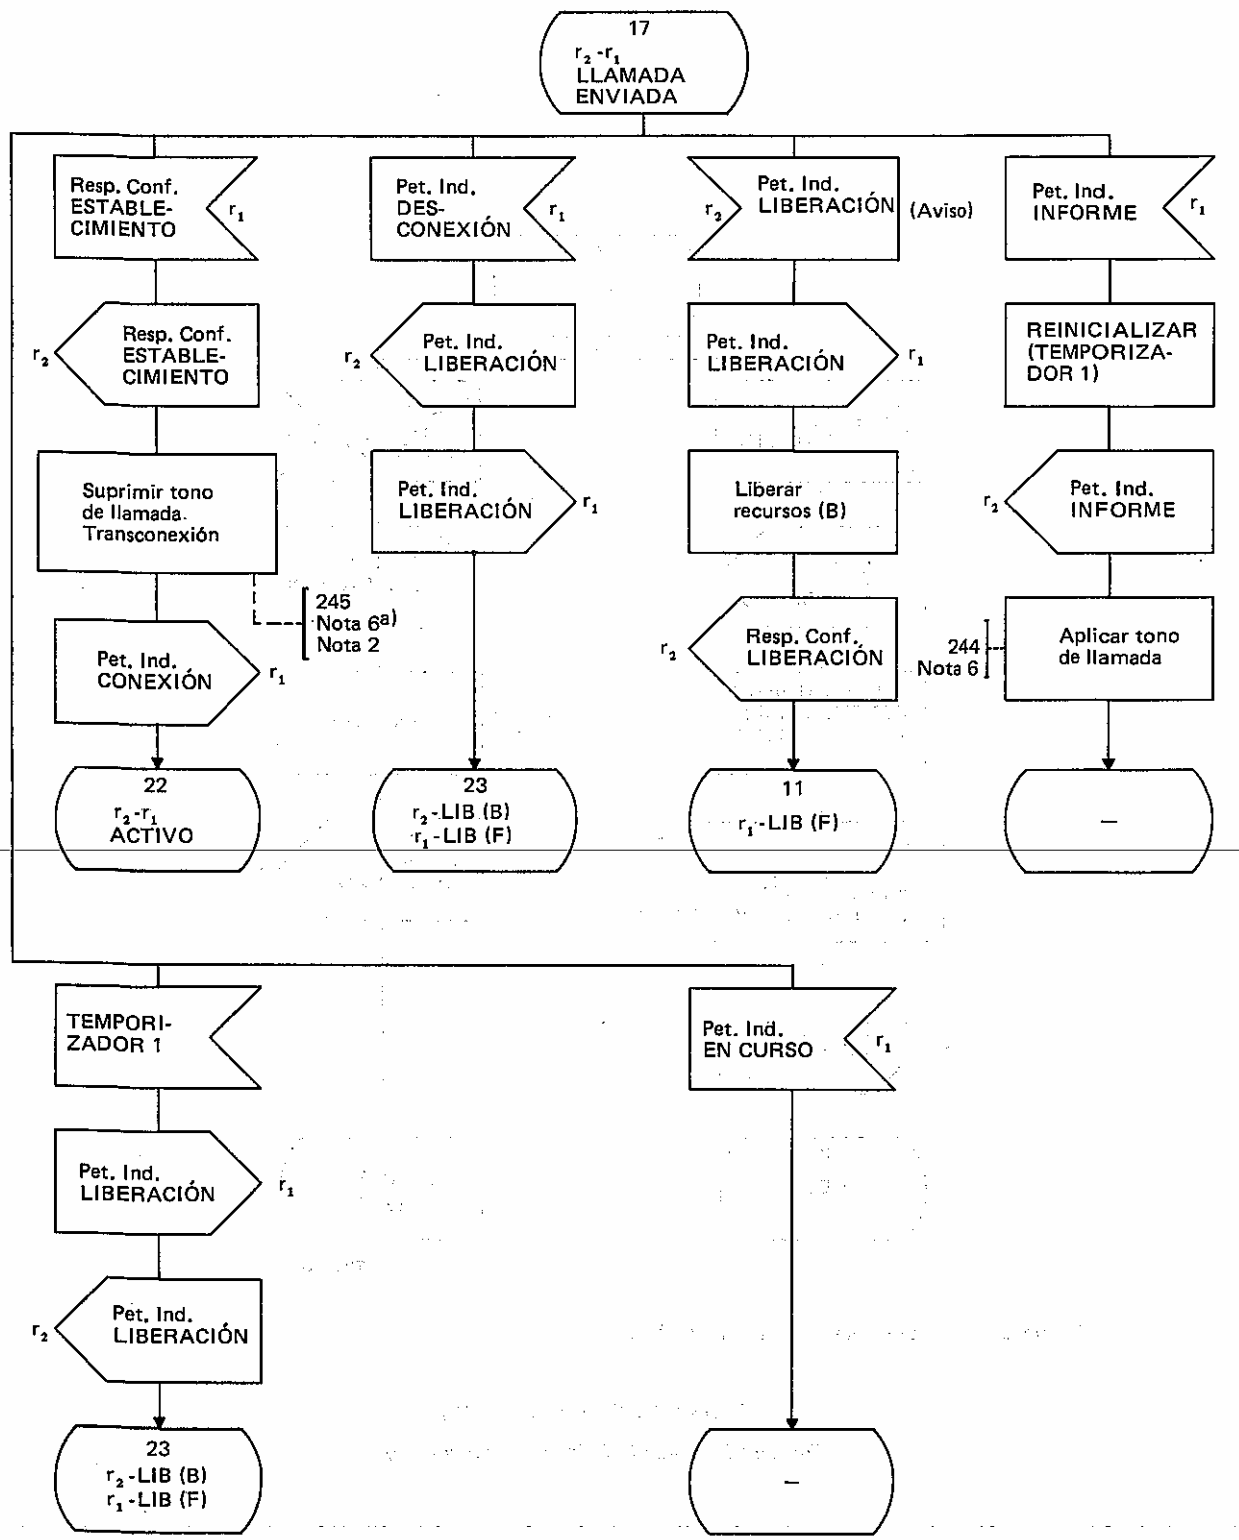 17
r₂-r₁
LLAMADA
ENVIADA
Resp. Conf.
ESTABLE-
CIMIENTO
r₁
r₂
Resp. Conf.
ESTABLE-
CIMIENTO
Suprimir tono
de llamada.
Transconexión
245
Nota 6a)
Nota 2
Pet. Ind.
CONEXIÓN
r₁
22
r₂-r₁
ACTIVO
Pet. Ind.
DES-
CONEXIÓN
r₁
r₂
Pet. Ind.
LIBERACIÓN
Pet. Ind.
LIBERACIÓN
r₁
23
r₂-LIB (B)
r₁-LIB (F)
r₂
Pet. Ind.
LIBERACIÓN
(Aviso)
Pet. Ind.
LIBERACIÓN
r₁
Liberar
recursos (B)
r₂
Resp. Conf.
LIBERACIÓN
11
r₁-LIB (F)
Pet. Ind.
INFORME
r₁
REINICIALIZAR
(TEMPORIZA-
DOR 1)
r₂
Pet. Ind.
INFORME
244
Nota 6
Aplicar tono
de llamada
–
TEMPORI-
ZADOR 1
Pet. Ind.
LIBERACIÓN
r₁
r₂
Pet. Ind.
LIBERACIÓN
23
r₂-LIB (B)
r₁-LIB (F)
Pet. Ind.
EN CURSO
r₁
–